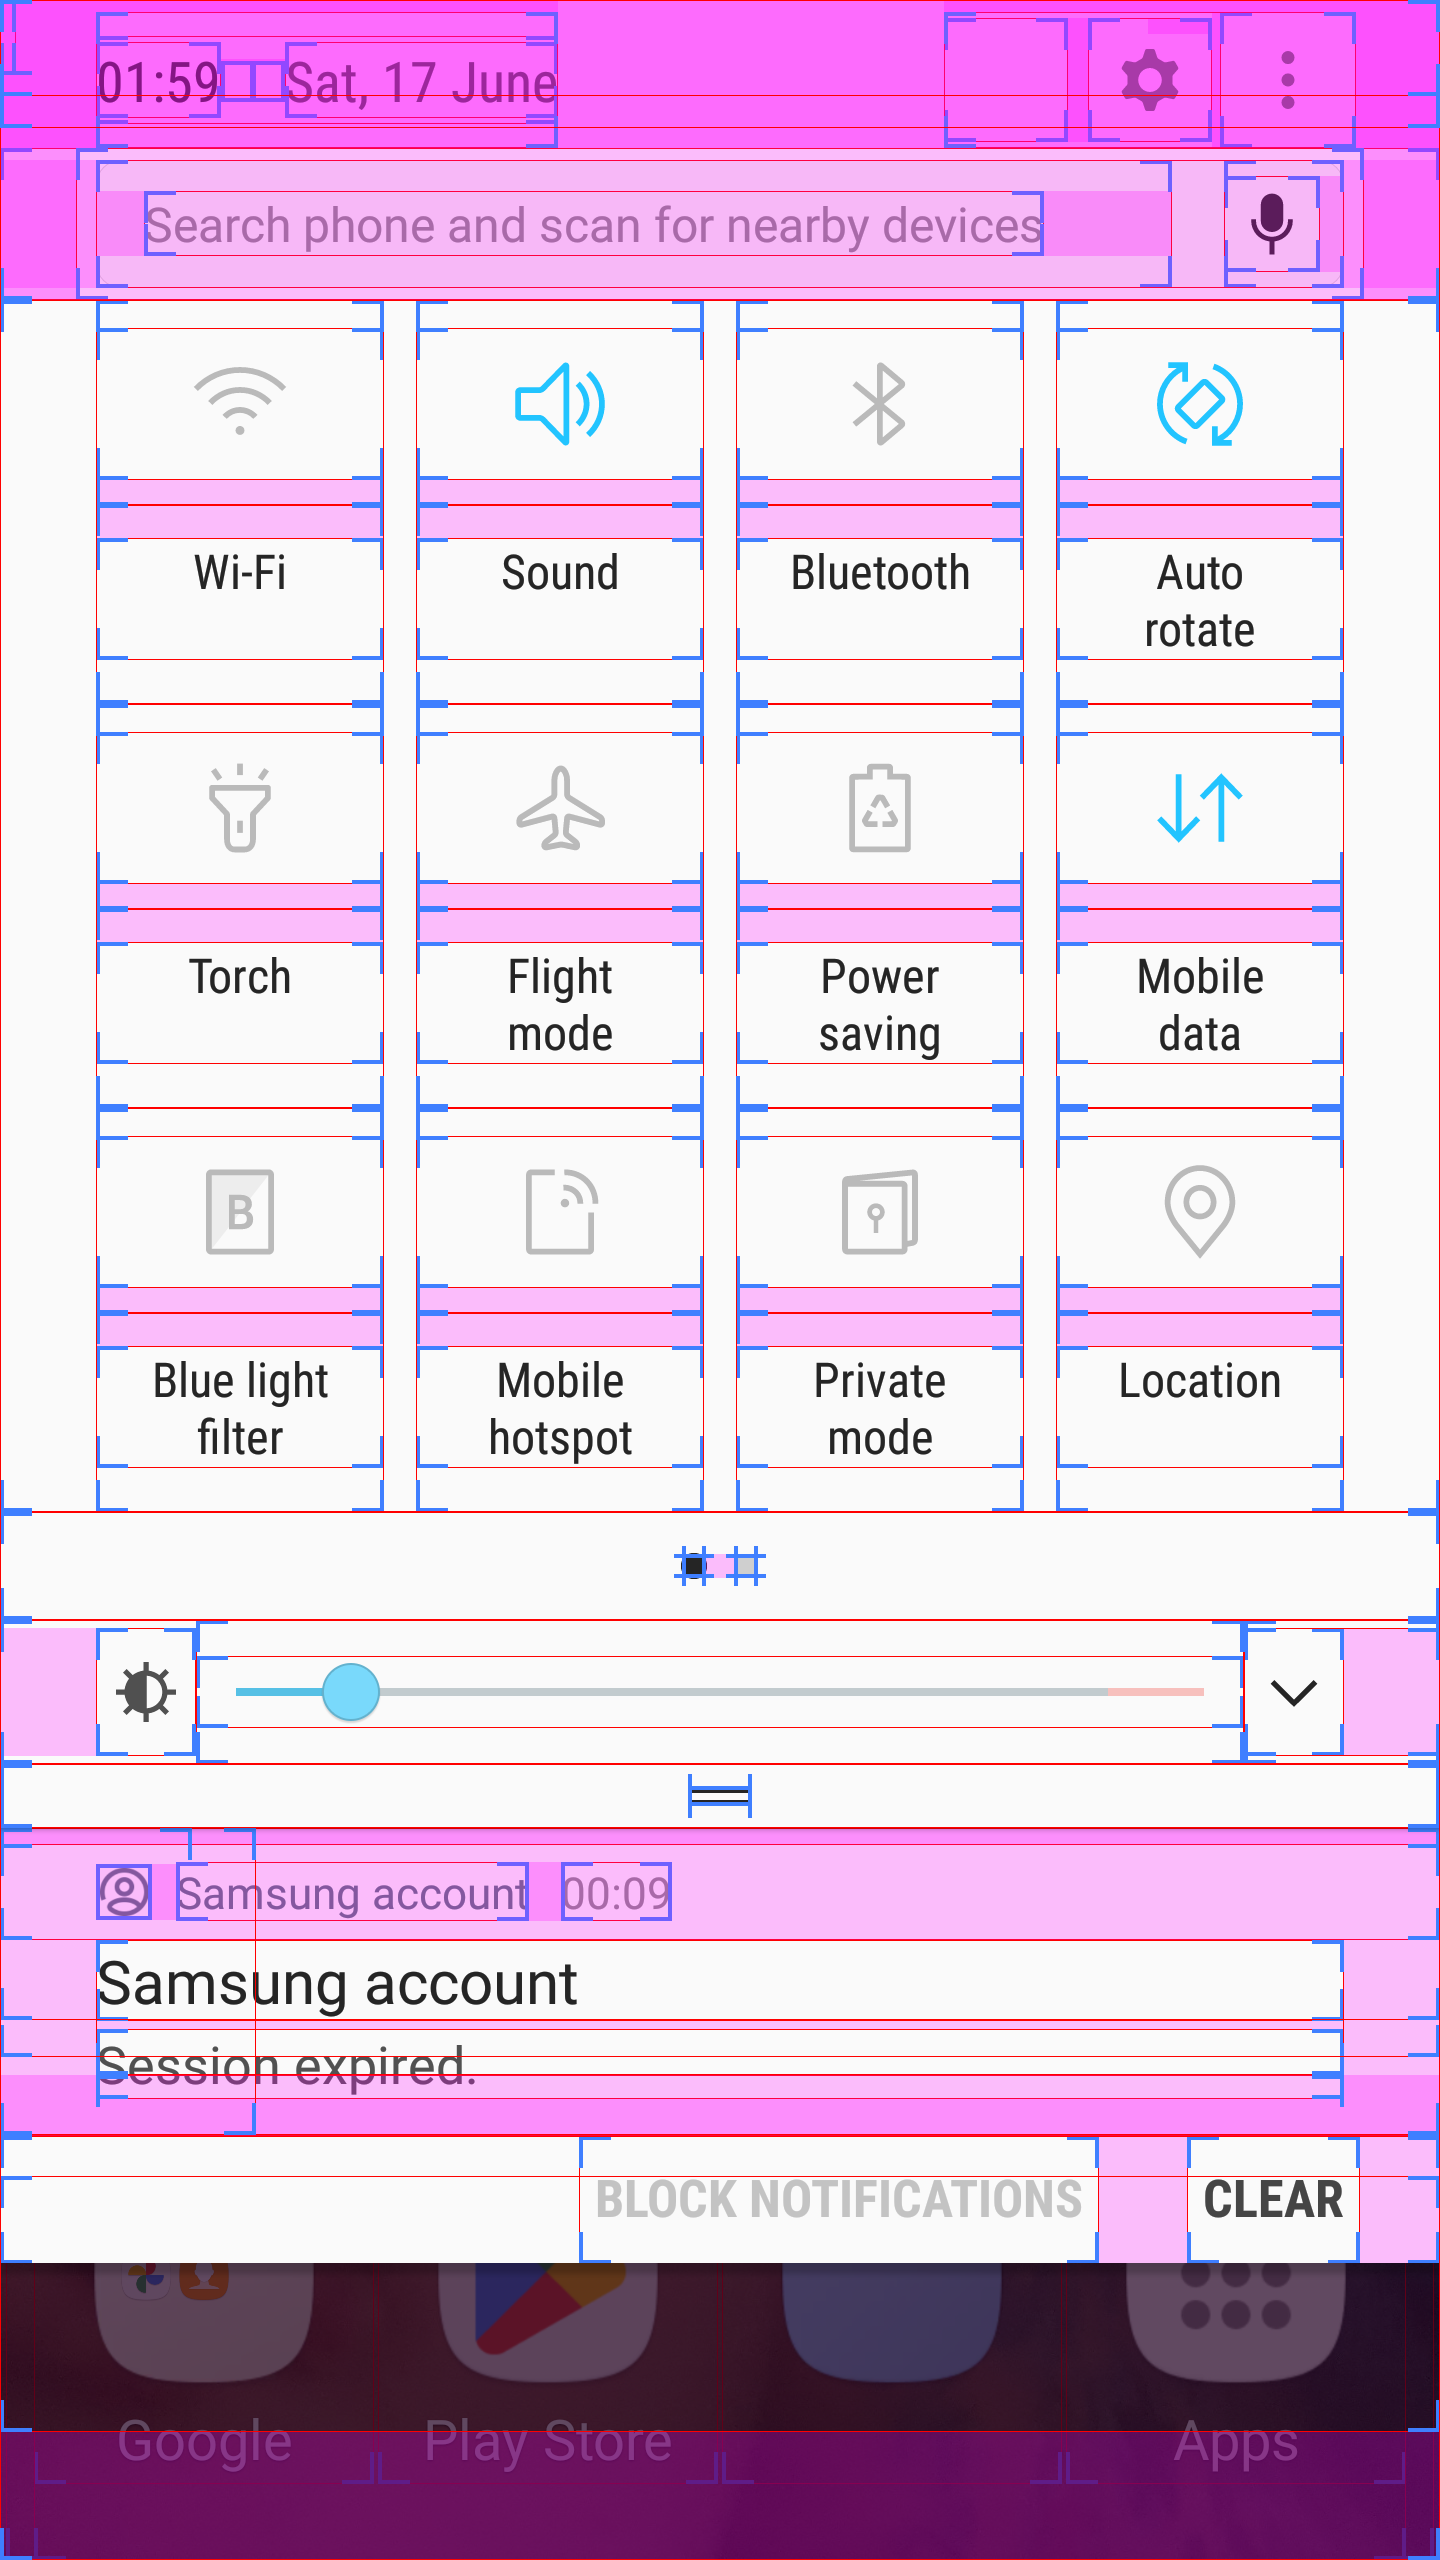 01:59 Sat, 17 June
Search phone and scan for nearby devices
Wi-Fi Sound Bluetooth Auto
rotate
Torch Flight Power Mobile
mode saving data
B
Blue light Mobile Private Location
filter hotspot mode
Samsung account 00:09
Samsung account
Session expired.
BLOCK NOTIFICATIONS CLEAR
Google Play Store Apps